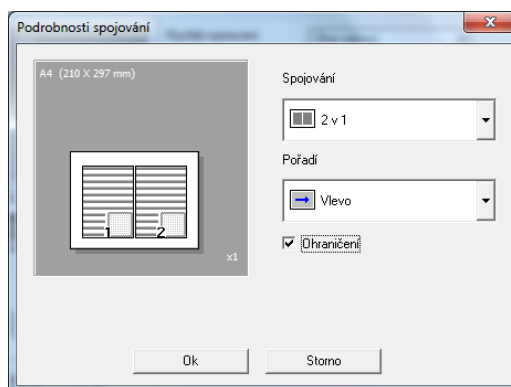 Podrobnosti spojování
A4 (210 X 297 mm)
1 2
x1
Spojování
2 v 1
Pořadí
Vlevo
Ohraničení
Ok
Storno